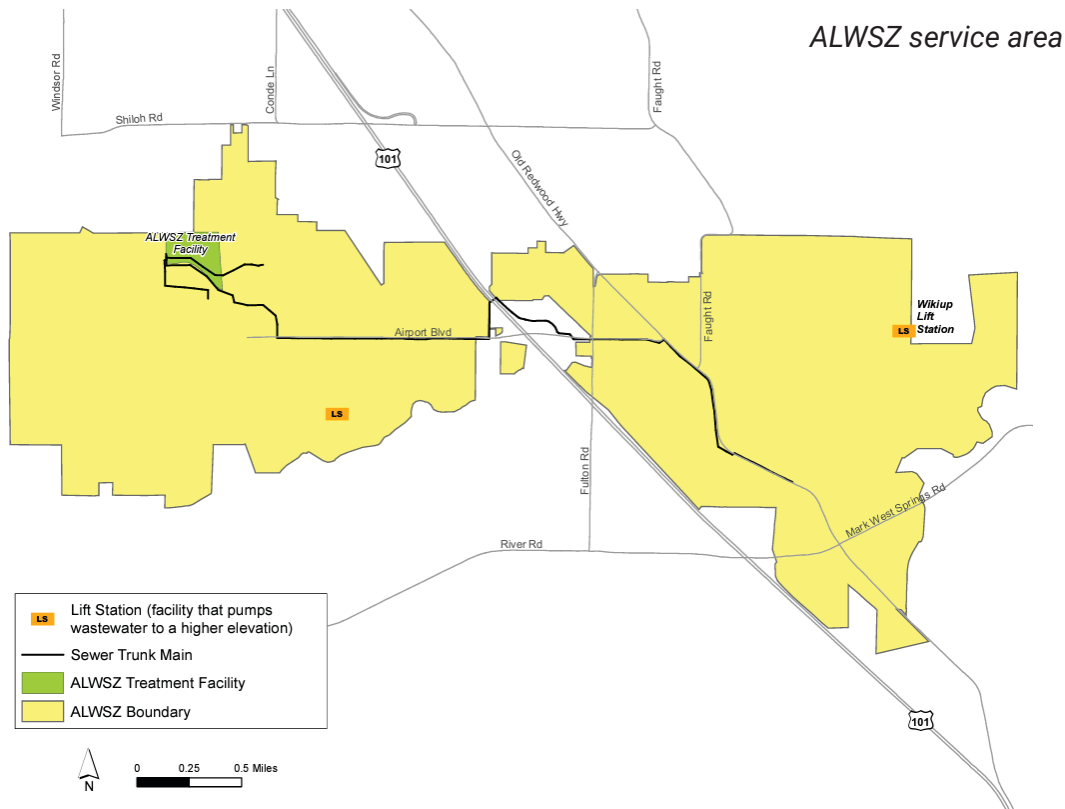 ALWSZ service area
Windsor Rd
Conde Ln
Faught Rd
Shiloh Rd
101
Old Redwood Hwy
ALWSZ Treatment
Facility
Wikiup
Lift
Station
LS
Faught Rd
Airport Blvd
LS
Fulton Rd
Mark West Springs Rd
River Rd
LS
Lift Station (facility that pumps
wastewater to a higher elevation)
Sewer Trunk Main
ALWSZ Treatment Facility
ALWSZ Boundary
101
N
0 0.25 0.5 Miles